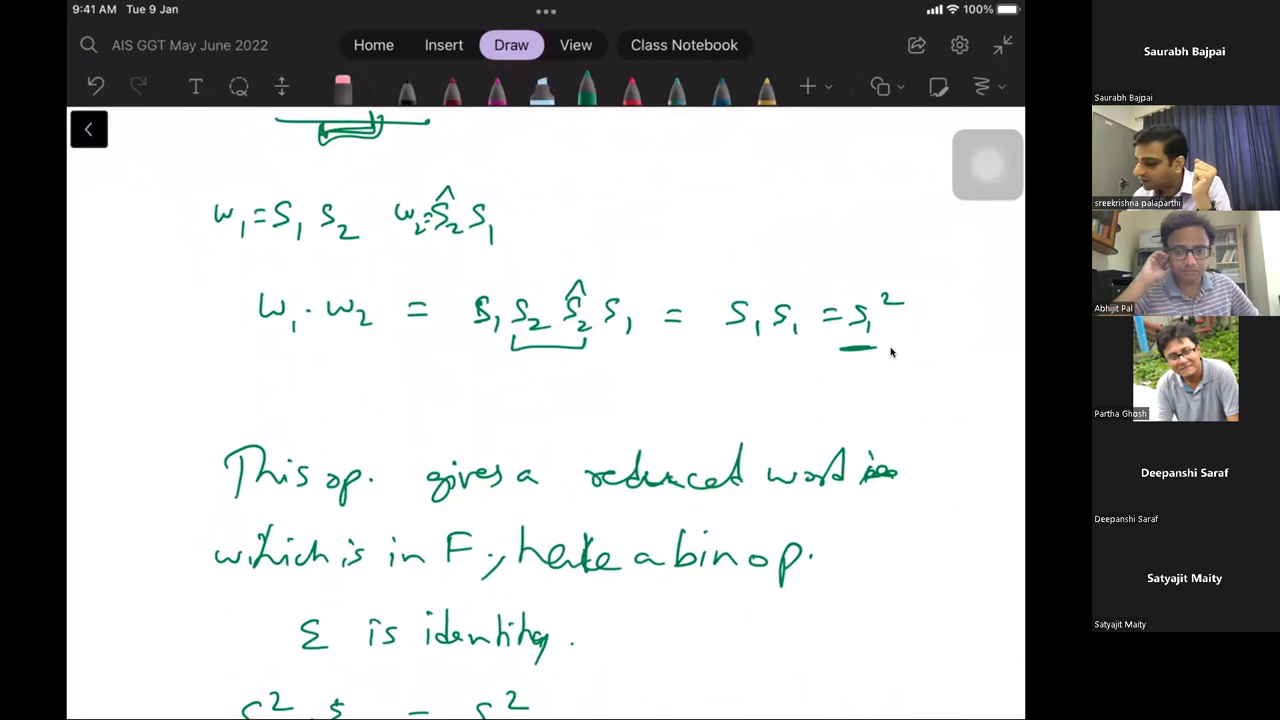 9:41 AM Tue 9 Jan
100%
AIS GGT May June 2022
Home Insert Draw View Class Notebook
T
w₁ = S₁ S₂ w₂ = Ŝ₂ S₁
w₁ · w₂ = S₁ S₂ Ŝ₂ S₁ = S₁ S₁ = S₁²
This op. gives a reduced word
which is in F, hence a bin op.
Ɛ is identity.
Saurabh Bajpai
Saurabh Bajpai
sreekrishna palaparthi
Abhijit Pal
Partha Ghosh
Deepanshi Saraf
Deepanshi Saraf
Satyajit Maity
Satyajit Maity